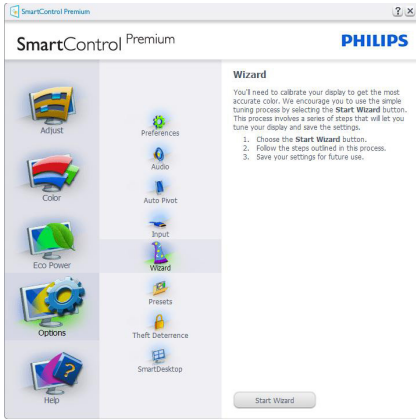 SmartControl Premium
? ×
SmartControl Premium
PHILIPS
Adjust
Color
Eco Power
Options
Help
Preferences
Audio
Auto Pivot
Input
Wizard
Presets
Theft Deterrence
SmartDesktop
Wizard
You'll need to calibrate your display to get the most
accurate color. We encourage you to use the simple
tuning process by selecting the Start Wizard button.
This process involves a series of steps that will let you
tune your display and save the settings.
1. Choose the Start Wizard button.
2. Follow the steps outlined in this process.
3. Save your settings for future use.
Start Wizard